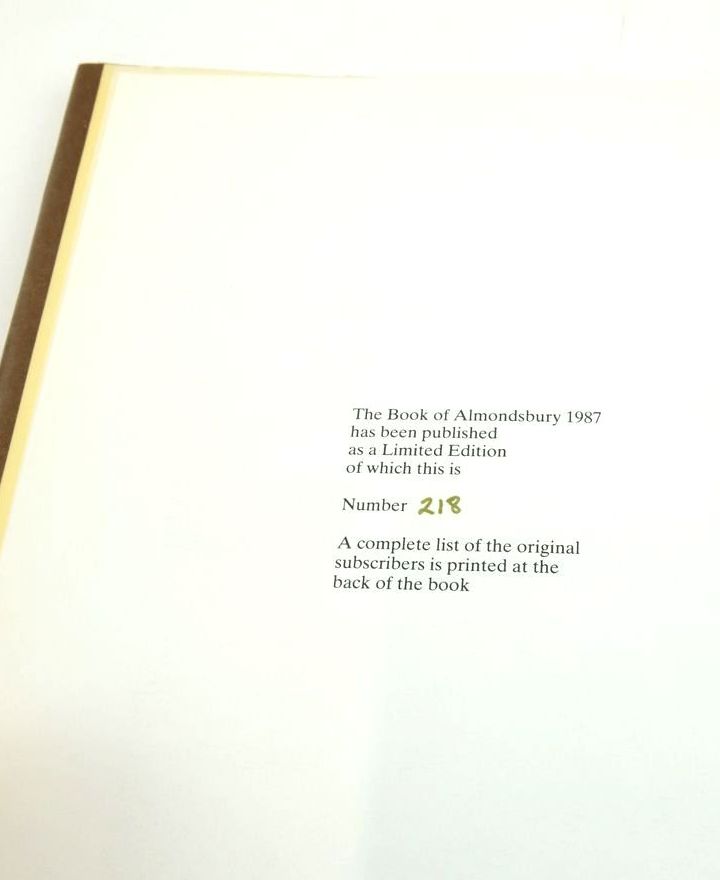 The Book of Almondsbury 1987
has been published
as a Limited Edition
of which this is
Number 218
A complete list of the original
subscribers is printed at the
back of the book